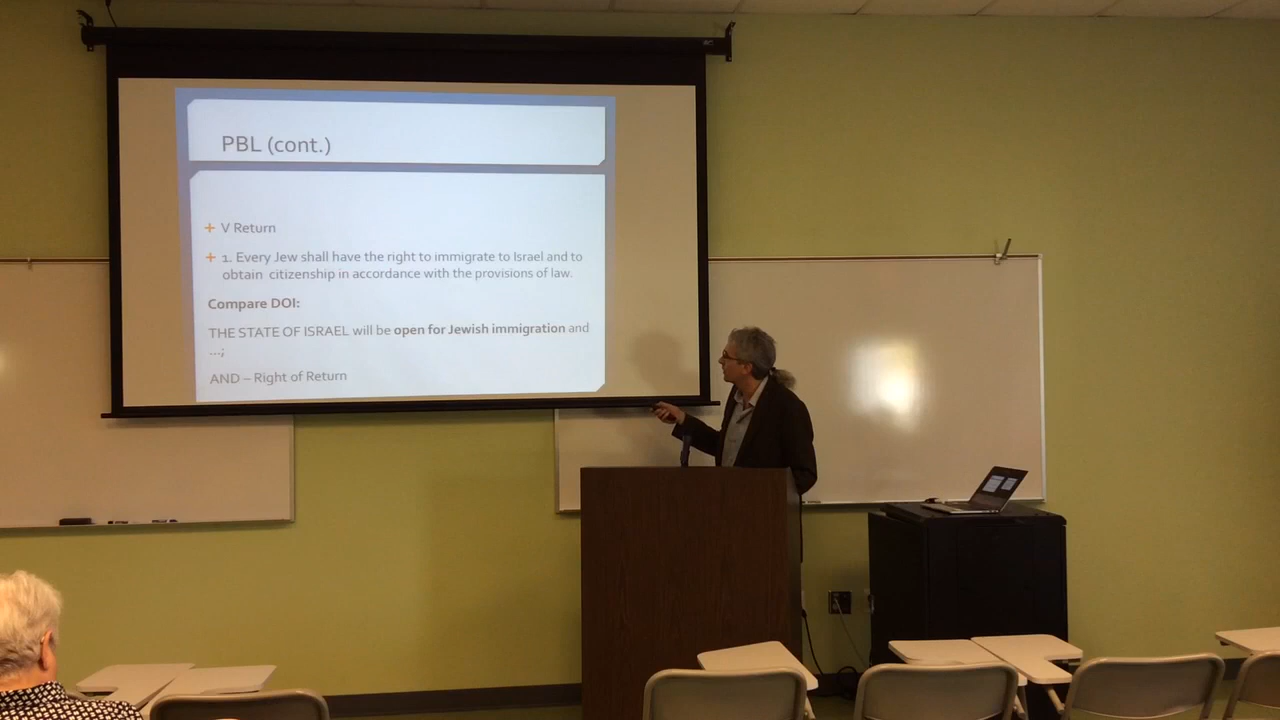 PBL (cont.)
+ V Return
+ 1. Every Jew shall have the right to immigrate to Israel and to
obtain citizenship in accordance with the provisions of law.
Compare DOI:
THE STATE OF ISRAEL will be open for Jewish immigration and
...;
AND – Right of Return